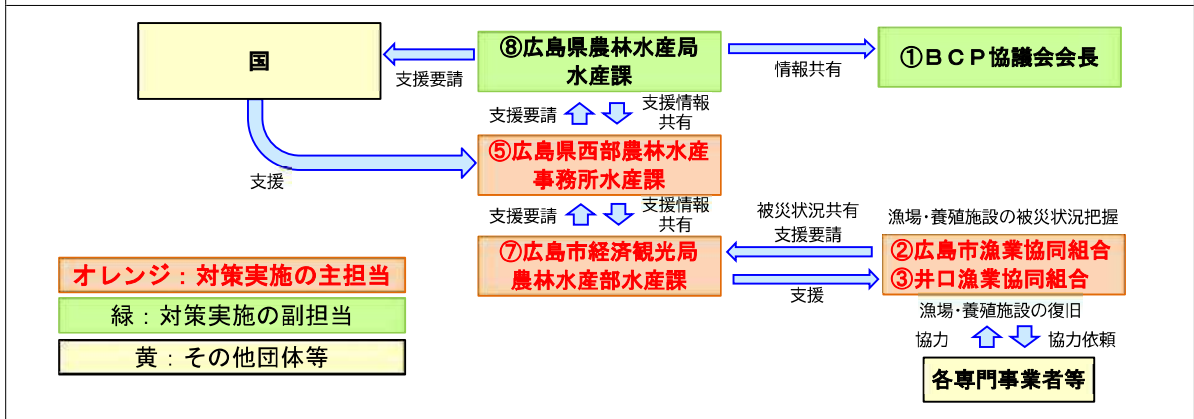 国
支援要請
⑧広島県農林水産局
水産課
情報共有
①BCP協議会会長
支援要請
支援情報
共有
⑤広島県西部農林水産
事務所水産課
支援
支援要請
支援情報
共有
⑦広島市経済観光局
農林水産部水産課
被災状況共有
支援要請
支援
漁場・養殖施設の被災状況把握
②広島市漁業協同組合
③井口漁業協同組合
漁場・養殖施設の復旧
協力
協力依頼
各専門事業者等
オレンジ：対策実施の主担当
緑：対策実施の副担当
黄：その他団体等